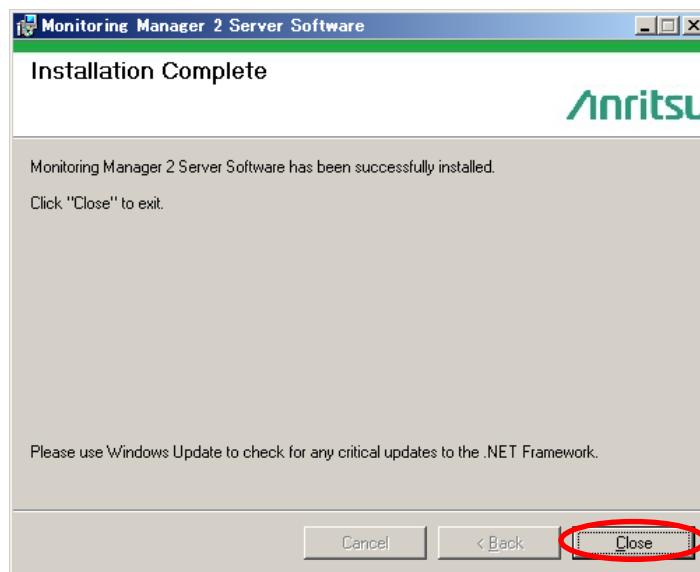 Monitoring Manager 2 Server Software
Installation Complete
Anritsu
Monitoring Manager 2 Server Software has been successfully installed.
Click "Close" to exit.
Please use Windows Update to check for any critical updates to the .NET Framework.
Cancel
< Back
Close